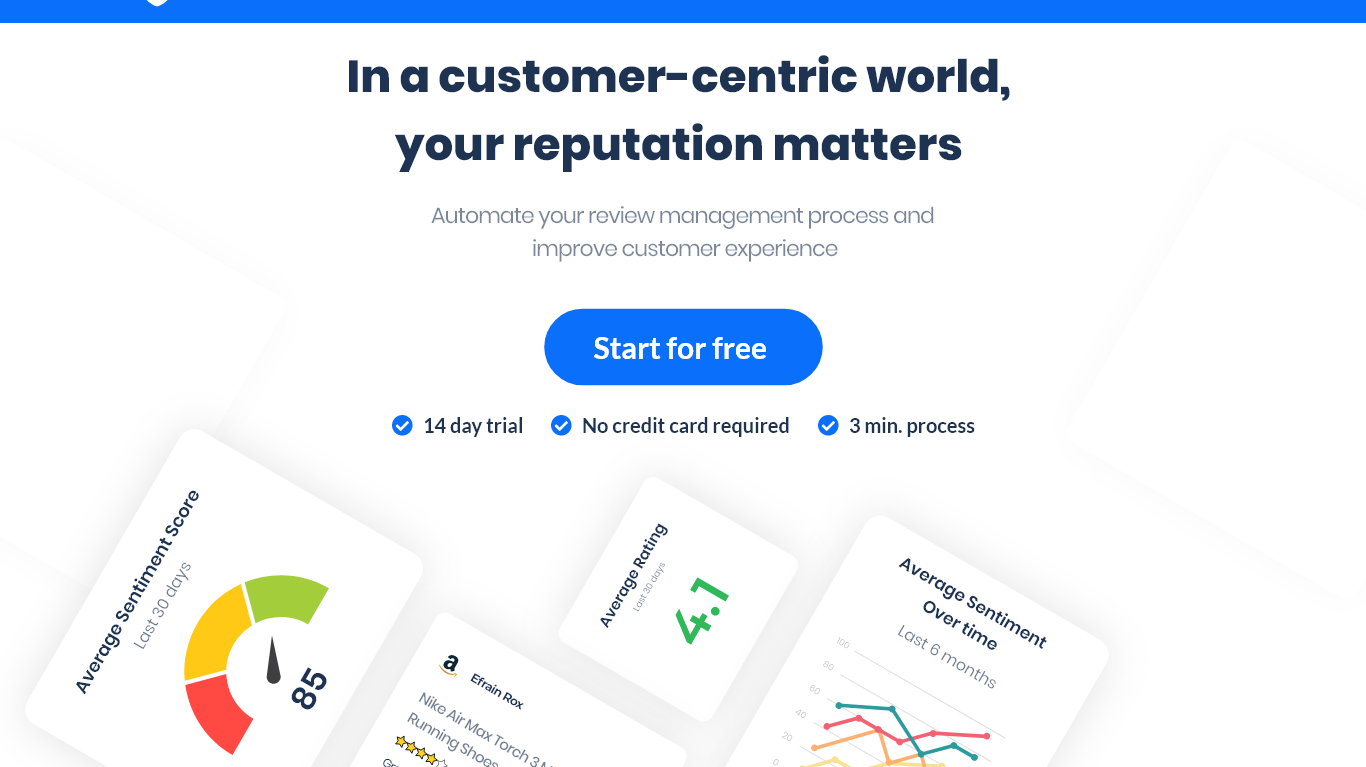 In a customer-centric world,
your reputation matters
Automate your review management process and
improve customer experience
Start for free
14 day trial
No credit card required
3 min. process
Average Sentiment Score
Last 30 days
85
a
Efrain Rox
Nike Air Max Torch 3
Running Shoes
Average Rating
Last 30 days
4.1
Average Sentiment
Over time
Last 6 months
100
80
60
40
20
0